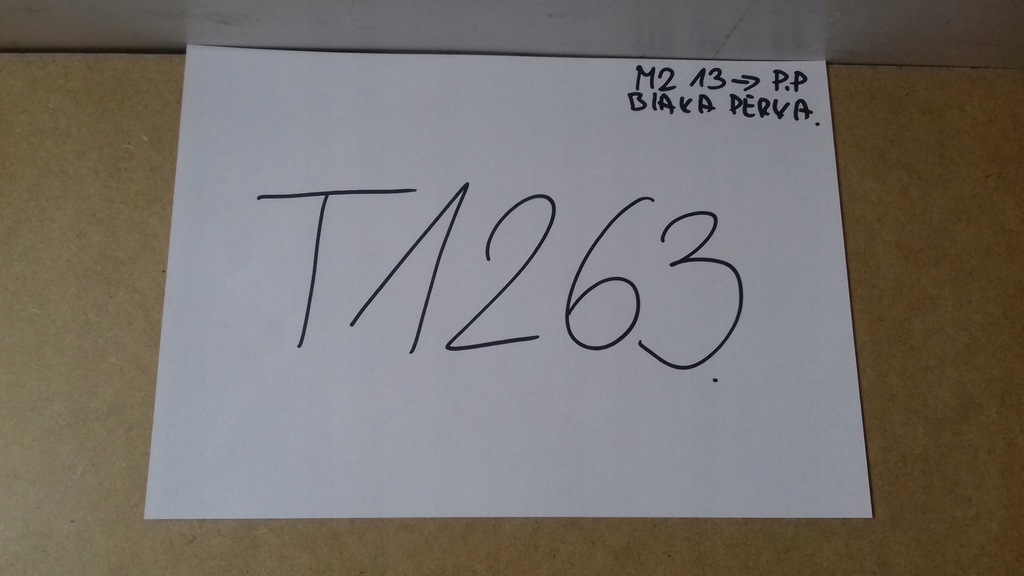 M2 13 → P.P
BIAŁA PERŁA.
T1263.